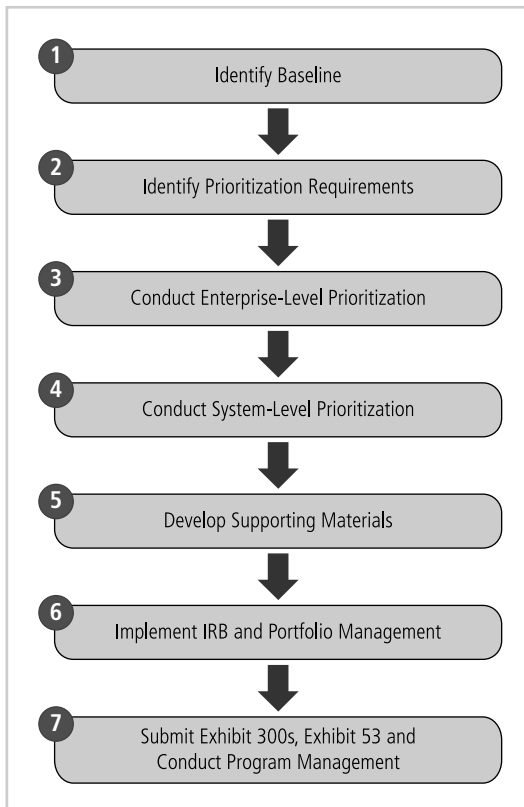 1
Identify Baseline
2
Identify Prioritization Requirements
3
Conduct Enterprise-Level Prioritization
4
Conduct System-Level Prioritization
5
Develop Supporting Materials
6
Implement IRB and Portfolio Management
7
Submit Exhibit 300s, Exhibit 53 and
Conduct Program Management